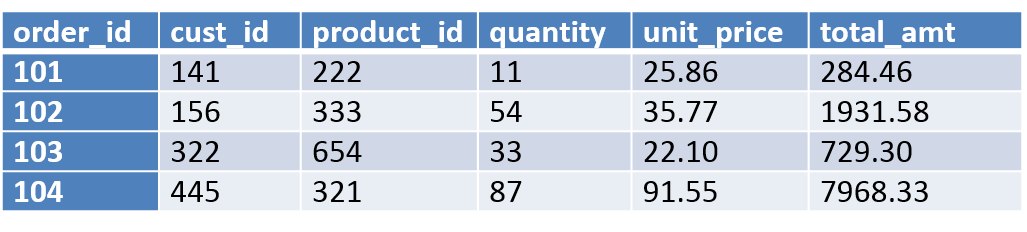 order_id cust_id product_id quantity unit_price total_amt
101 141 222 11 25.86 284.46
102 156 333 54 35.77 1931.58
103 322 654 33 22.10 729.30
104 445 321 87 91.55 7968.33